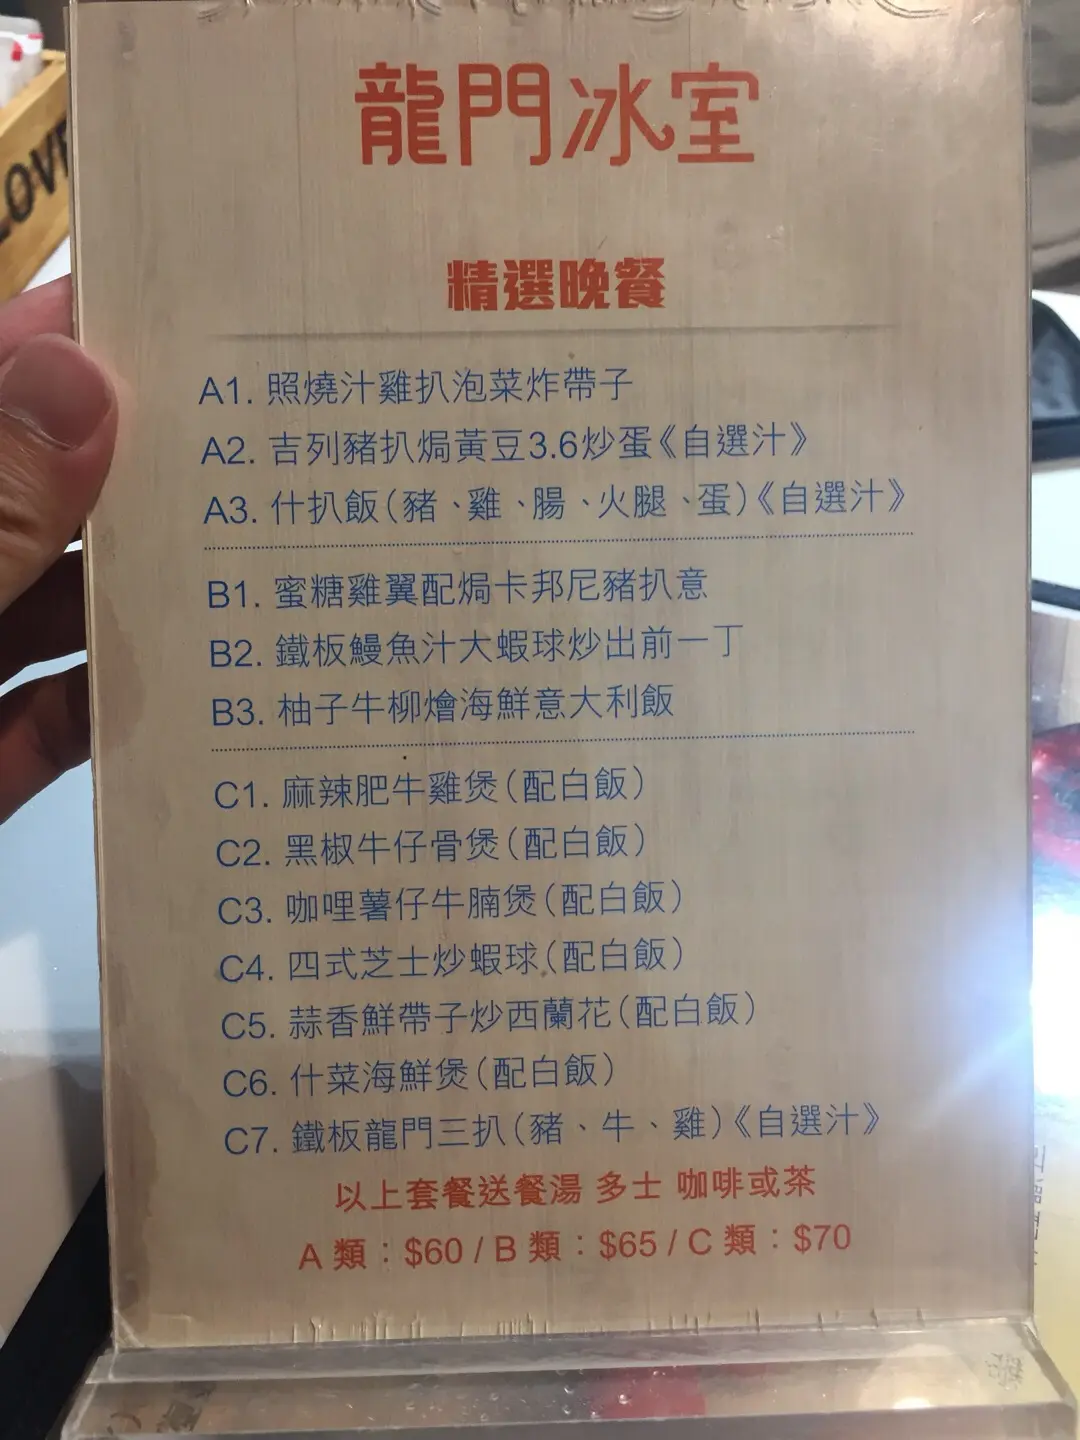 龍門冰室
精選晚餐
A1. 照燒汁雞扒泡菜炸帶子
A2. 吉列豬扒焗黃豆3.6炒蛋《自選汁》
A3. 什扒飯(豬、雞、腸、火腿、蛋)《自選汁》
B1. 蜜糖雞翼配焗卡邦尼豬扒意
B2. 鐵板鰻魚汁大蝦球炒出前一丁
B3. 柚子牛柳燴海鮮意大利飯
C1. 麻辣肥牛雞煲(配白飯)
C2. 黑椒牛仔骨煲(配白飯)
C3. 咖哩薯仔牛腩煲(配白飯)
C4. 四式芝士炒蝦球(配白飯)
C5. 蒜香鮮帶子炒西蘭花(配白飯)
C6. 什菜海鮮煲(配白飯)
C7. 鐵板龍門三扒(豬、牛、雞)《自選汁》
以上套餐送餐湯 多士 咖啡或茶
A 類：$60 / B 類：$65 / C 類：$70
LOVE